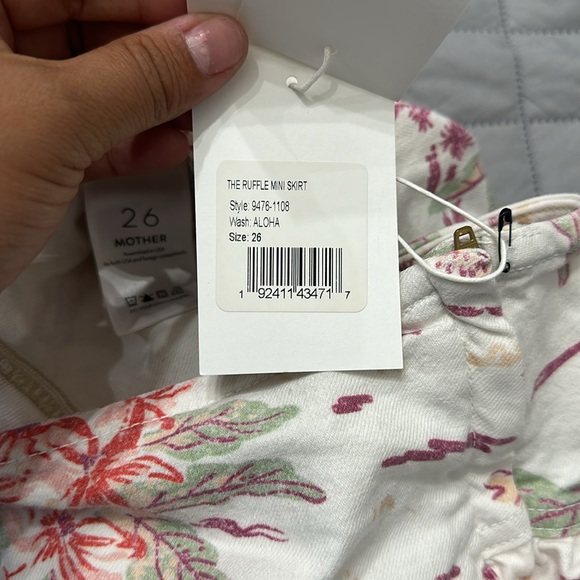 THE RUFFLE MINI SKIRT
Style: 9476-1108
Wash: ALOHA
Size: 26
1 92411 43471 7
26
MOTHER